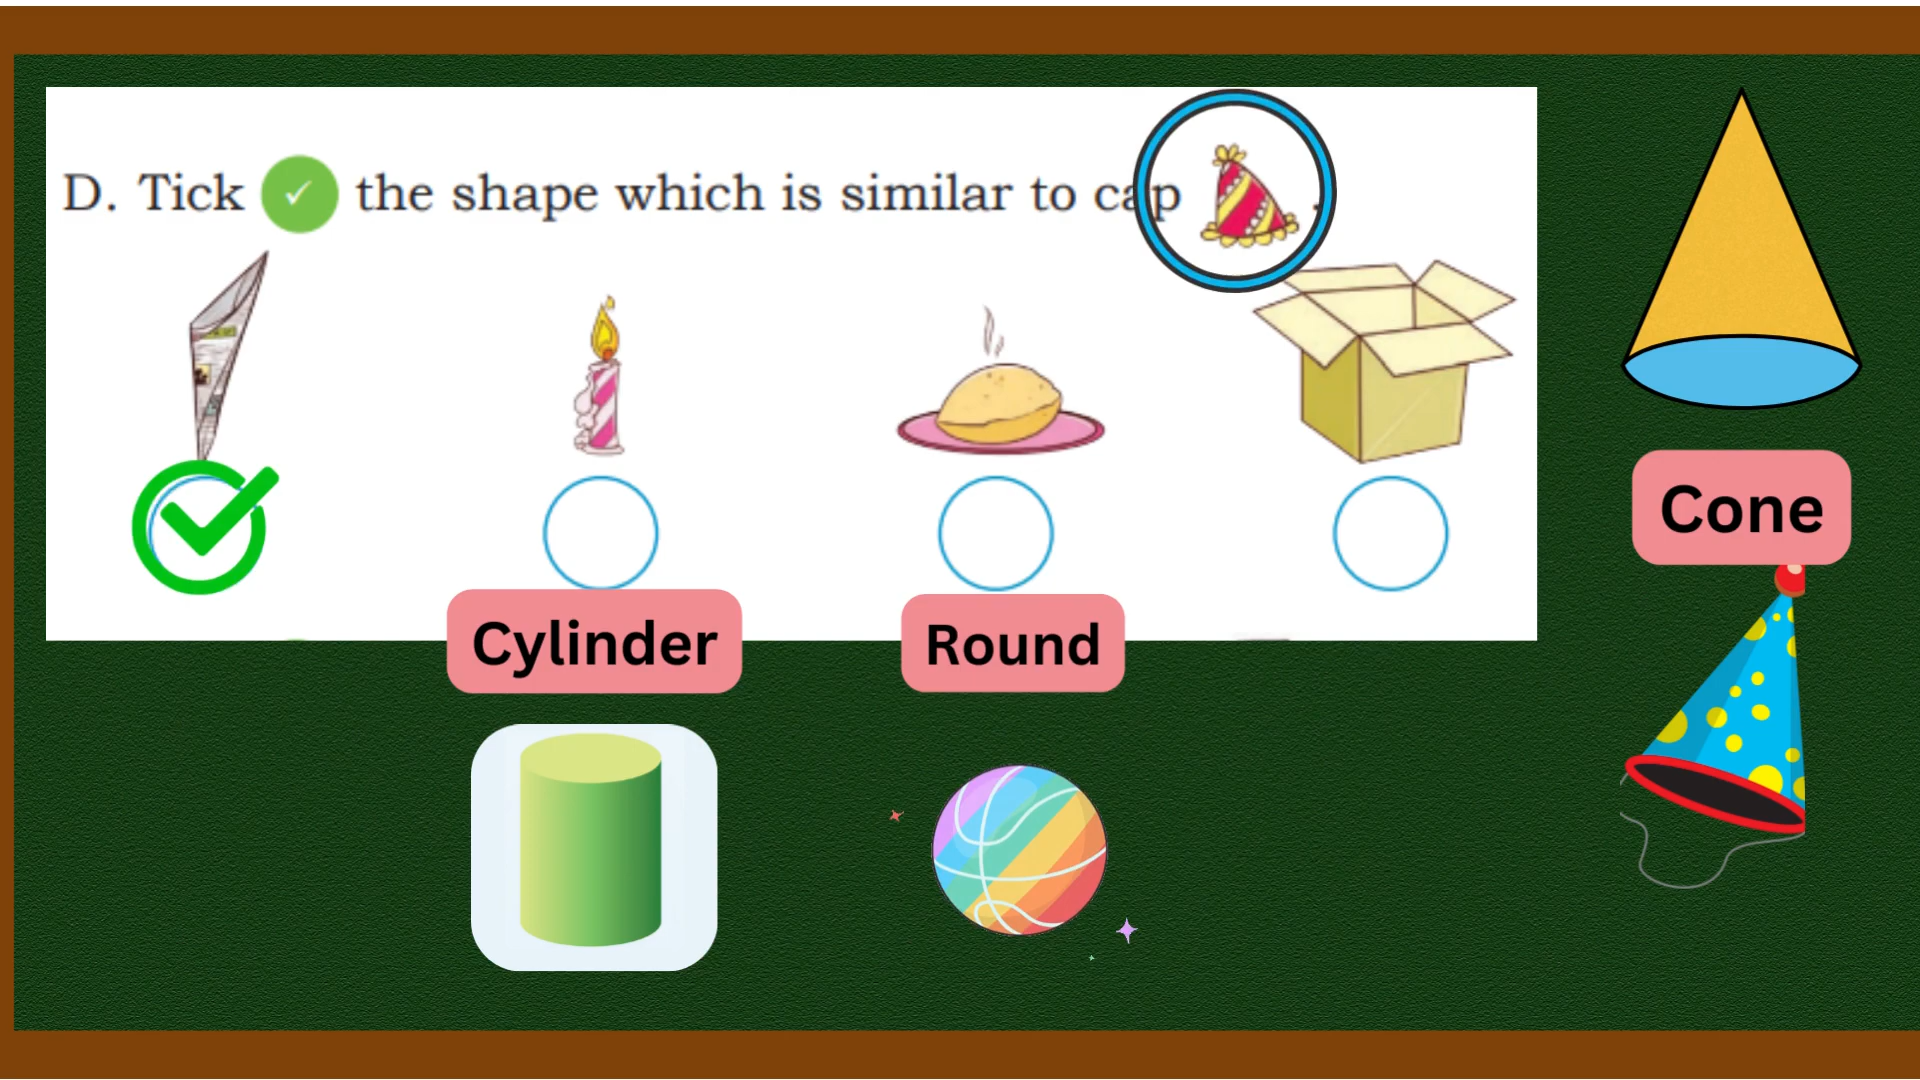 D. Tick the shape which is similar to cap .
Cone
Cylinder
Round